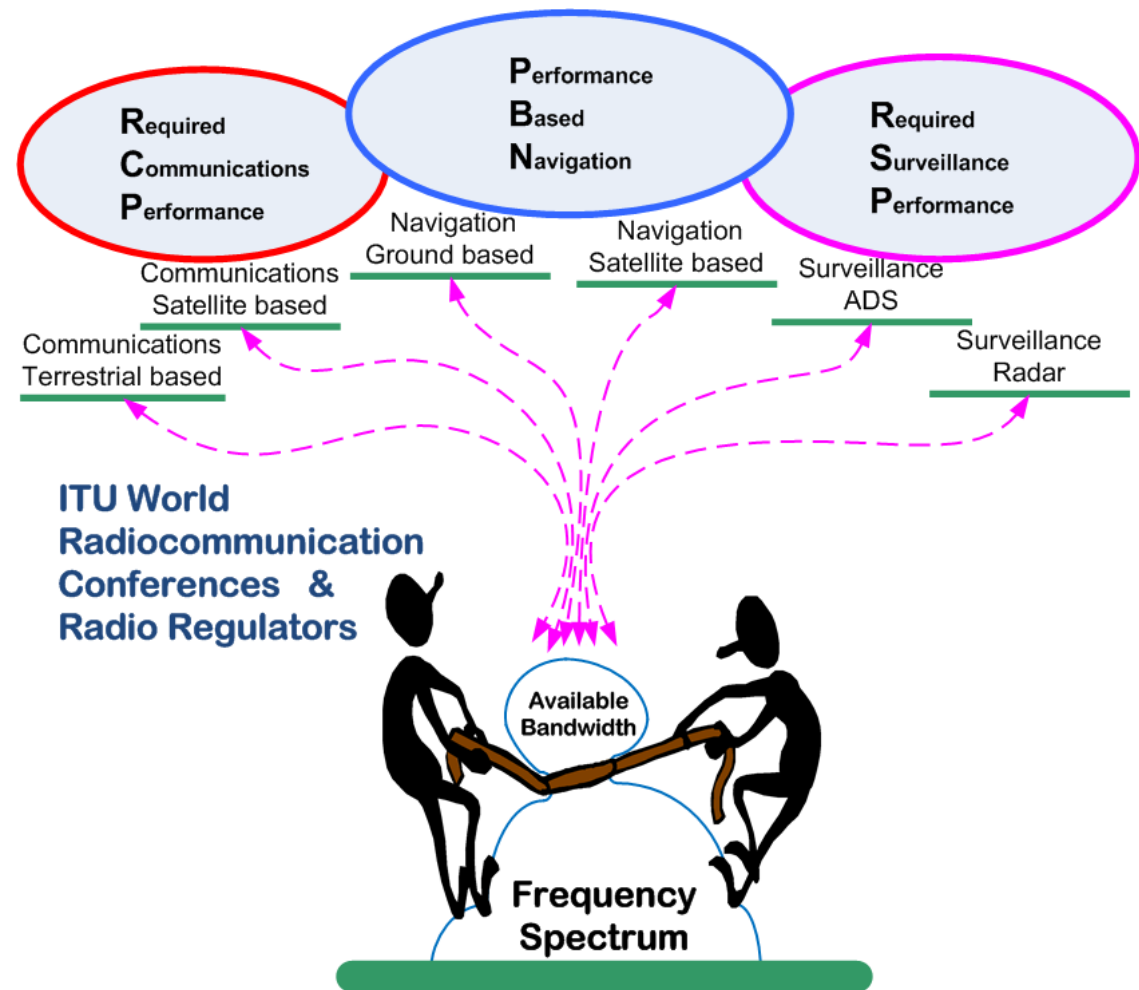 Required
Communications
Performance
Performance
Based
Navigation
Required
Surveillance
Performance
Navigation
Ground based
Navigation
Satellite based
Communications
Satellite based
Surveillance
ADS
Communications
Terrestrial based
Surveillance
Radar
ITU World
Radiocommunication
Conferences &
Radio Regulators
Available
Bandwidth
Frequency
Spectrum